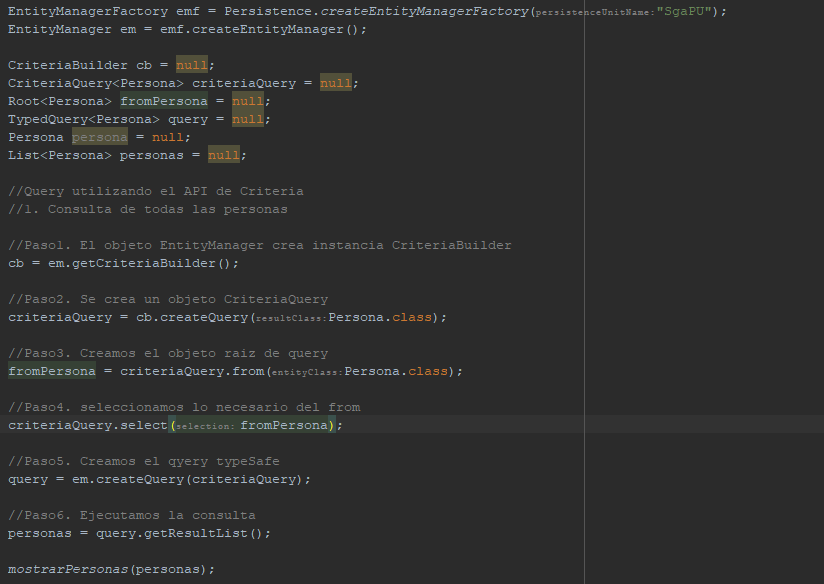 EntityManagerFactory emf = Persistence.createEntityManagerFactory(persistenceUnitName:"SgaPU");
EntityManager em = emf.createEntityManager();
CriteriaBuilder cb = null;
CriteriaQuery<Persona> criteriaQuery = null;
Root<Persona> fromPersona = null;
TypedQuery<Persona> query = null;
Persona persona = null;
List<Persona> personas = null;
//Query utilizando el API de Criteria
//1. Consulta de todas las personas
//Paso1. El objeto EntityManager crea instancia CriteriaBuilder
cb = em.getCriteriaBuilder();
//Paso2. Se crea un objeto CriteriaQuery
criteriaQuery = cb.createQuery(resultClass:Persona.class);
//Paso3. Creamos el objeto raiz de query
fromPersona = criteriaQuery.from(entityClass:Persona.class);
//Paso4. seleccionamos lo necesario del from
criteriaQuery.select(selection: fromPersona);
//Paso5. Creamos el qyery typeSafe
query = em.createQuery(criteriaQuery);
//Paso6. Ejecutamos la consulta
personas = query.getResultList();
mostrarPersonas(personas);